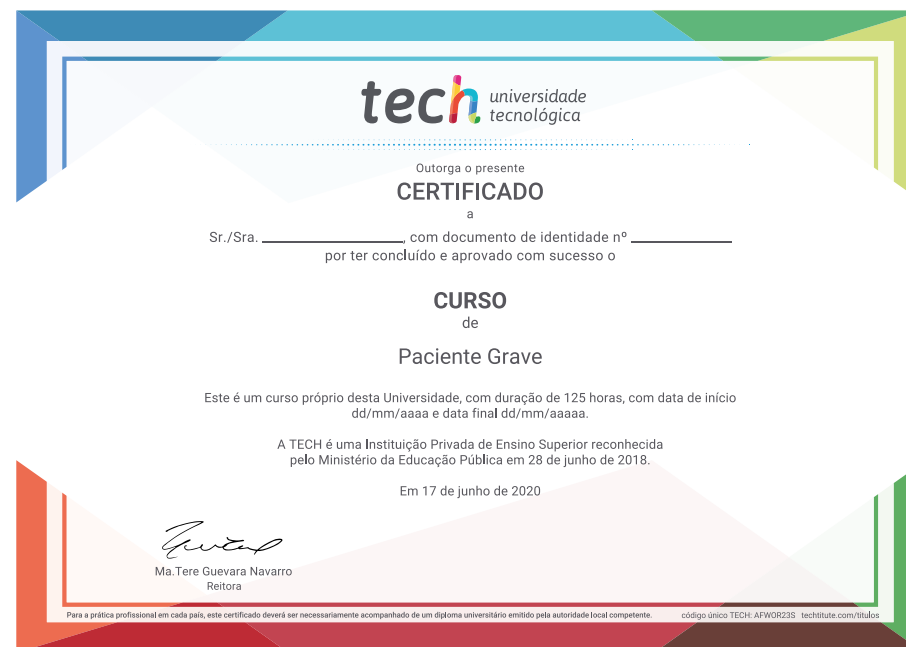 tech universidade
tecnológica
Outorga o presente
CERTIFICADO
a
Sr./Sra. ____________________, com documento de identidade nº ______________
por ter concluído e aprovado com sucesso o
CURSO
de
Paciente Grave
Este é um curso próprio desta Universidade, com duração de 125 horas, com data de início
dd/mm/aaaa e data final dd/mm/aaaaa.
A TECH é uma Instituição Privada de Ensino Superior reconhecida
pelo Ministério da Educação Pública em 28 de junho de 2018.
Em 17 de junho de 2020
Ma.Tere Guevara Navarro
Reitora
Para a prática profissional em cada país, este certificado deverá ser necessariamente acompanhado de um diploma universitário emitido pela autoridade local competente. código único TECH: AFWOR23S techtitute.com/títulos